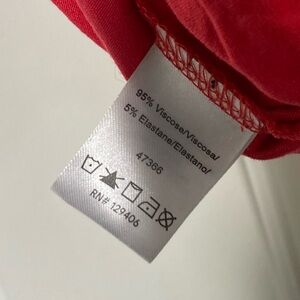 95% Viscose/Viscosa/
5% Elastane/Elastano/
47366
RN# 129406